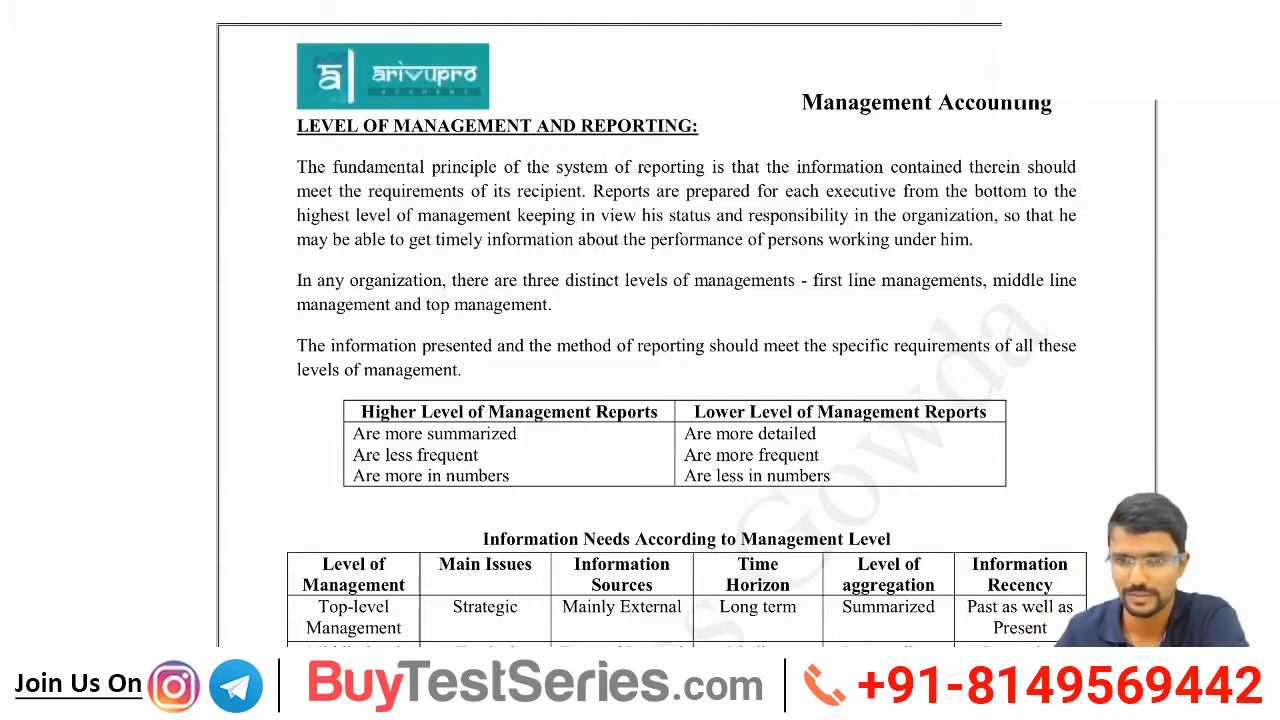 arivupro
ACADEMY
Management Accounting
LEVEL OF MANAGEMENT AND REPORTING:
The fundamental principle of the system of reporting is that the information contained therein should
meet the requirements of its recipient. Reports are prepared for each executive from the bottom to the
highest level of management keeping in view his status and responsibility in the organization, so that he
may be able to get timely information about the performance of persons working under him.
In any organization, there are three distinct levels of managements - first line managements, middle line
management and top management.
The information presented and the method of reporting should meet the specific requirements of all these
levels of management.
Higher Level of Management Reports Lower Level of Management Reports
Are more summarized Are more detailed
Are less frequent Are more frequent
Are more in numbers Are less in numbers
Information Needs According to Management Level
Level of Main Issues Information Time Level of Information
Management Sources Horizon aggregation Recency
Top-level Strategic Mainly External Long term Summarized Past as well as
Management Present
Gowda
Join Us On BuyTestSeries.com +91-8149569442